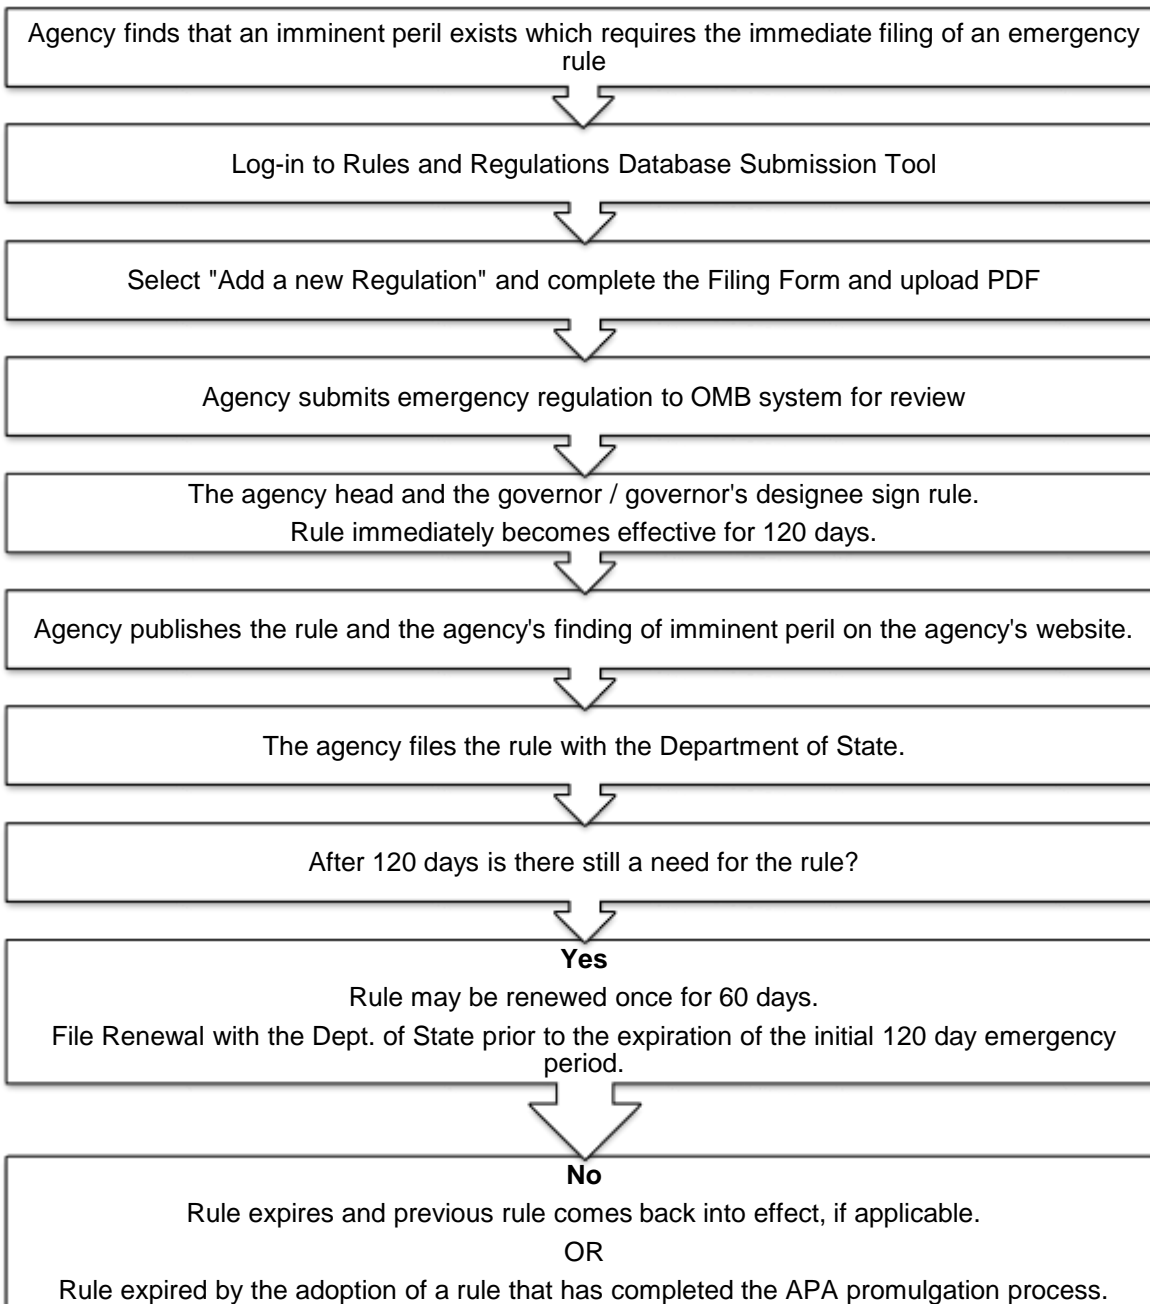 Agency finds that an imminent peril exists which requires the immediate filing of an emergency
rule
Log-in to Rules and Regulations Database Submission Tool
Select "Add a new Regulation" and complete the Filing Form and upload PDF
Agency submits emergency regulation to OMB system for review
The agency head and the governor / governor's designee sign rule.
Rule immediately becomes effective for 120 days.
Agency publishes the rule and the agency's finding of imminent peril on the agency's website.
The agency files the rule with the Department of State.
After 120 days is there still a need for the rule?
Yes
Rule may be renewed once for 60 days.
File Renewal with the Dept. of State prior to the expiration of the initial 120 day emergency
period.
No
Rule expires and previous rule comes back into effect, if applicable.
OR
Rule expired by the adoption of a rule that has completed the APA promulgation process.